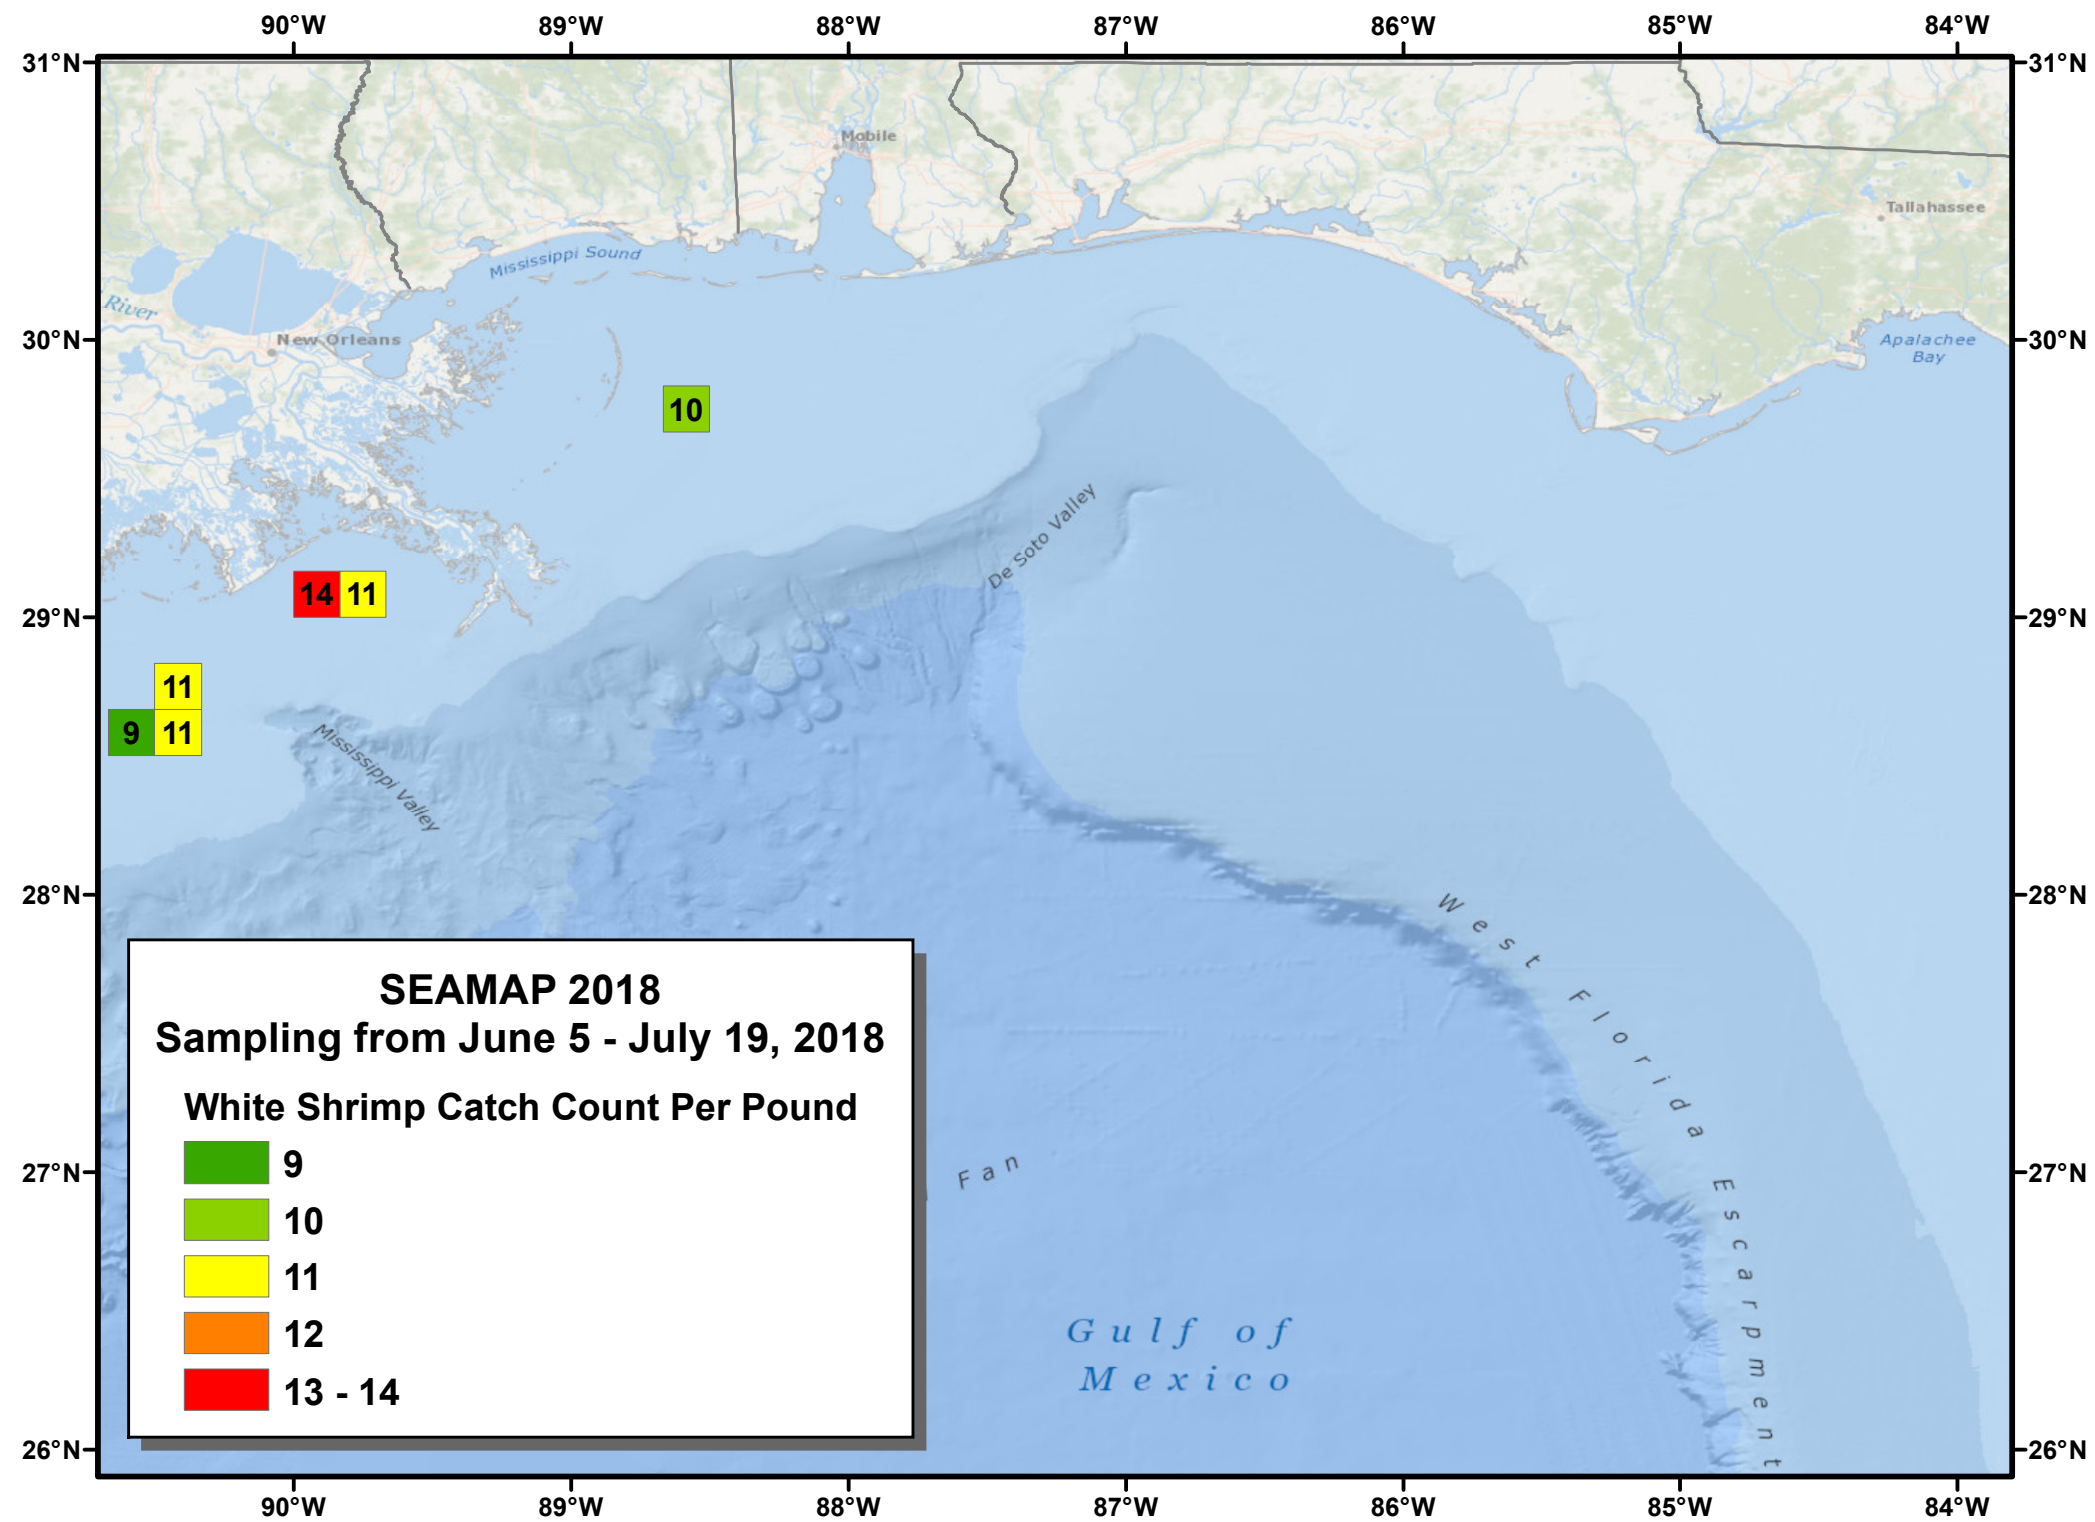 90°W 89°W 88°W 87°W 86°W 85°W 84°W
31°N 31°N
Mobile
Tallahassee
Mississippi Sound
River
New Orleans
30°N 30°N
Apalachee
Bay
10
De Soto Valley
14 11
29°N 29°N
11
9 11
Mississippi Valley
28°N 28°N
West Florida Escarpment
SEAMAP 2018
Sampling from June 5 - July 19, 2018
White Shrimp Catch Count Per Pound
9
10
11
12
13 - 14
Fan
27°N 27°N
Gulf of
Mexico
26°N 26°N
90°W 89°W 88°W 87°W 86°W 85°W 84°W